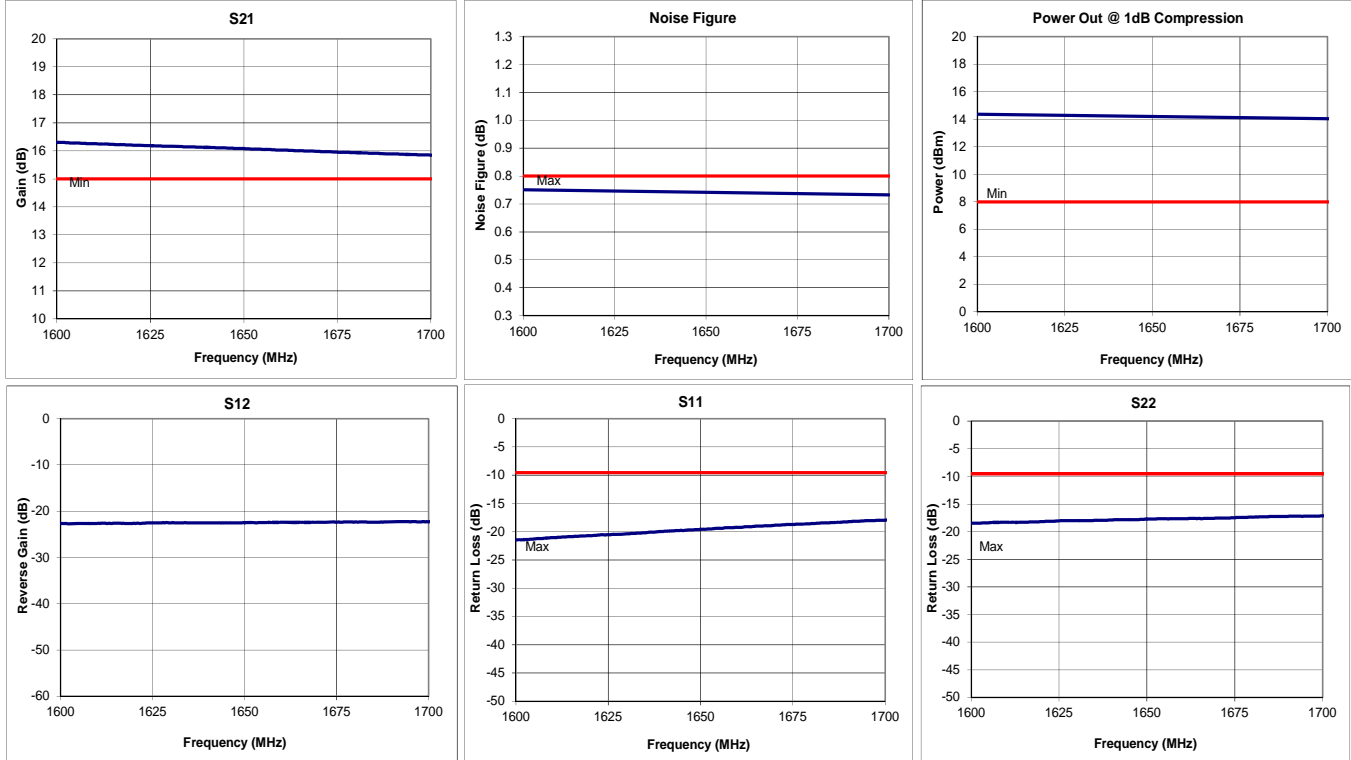 S21
20
19
18
17
16
15
14
13
12
11
10
Gain (dB)
Min
1600 1625 1650 1675 1700
Frequency (MHz)
Noise Figure
1.3
1.2
1.1
1.0
0.9
0.8
0.7
0.6
0.5
0.4
0.3
Noise Figure (dB)
Max
1600 1625 1650 1675 1700
Frequency (MHz)
Power Out @ 1dB Compression
20
18
16
14
12
10
8
6
4
2
0
Power (dBm)
Min
1600 1625 1650 1675 1700
Frequency (MHz)
S12
0
-10
-20
-30
-40
-50
-60
Reverse Gain (dB)
1600 1625 1650 1675 1700
Frequency (MHz)
S11
0
-5
-10
-15
-20
-25
-30
-35
-40
-45
-50
Return Loss (dB)
Max
1600 1625 1650 1675 1700
Frequency (MHz)
S22
0
-5
-10
-15
-20
-25
-30
-35
-40
-45
-50
Return Loss (dB)
Max
1600 1625 1650 1675 1700
Frequency (MHz)